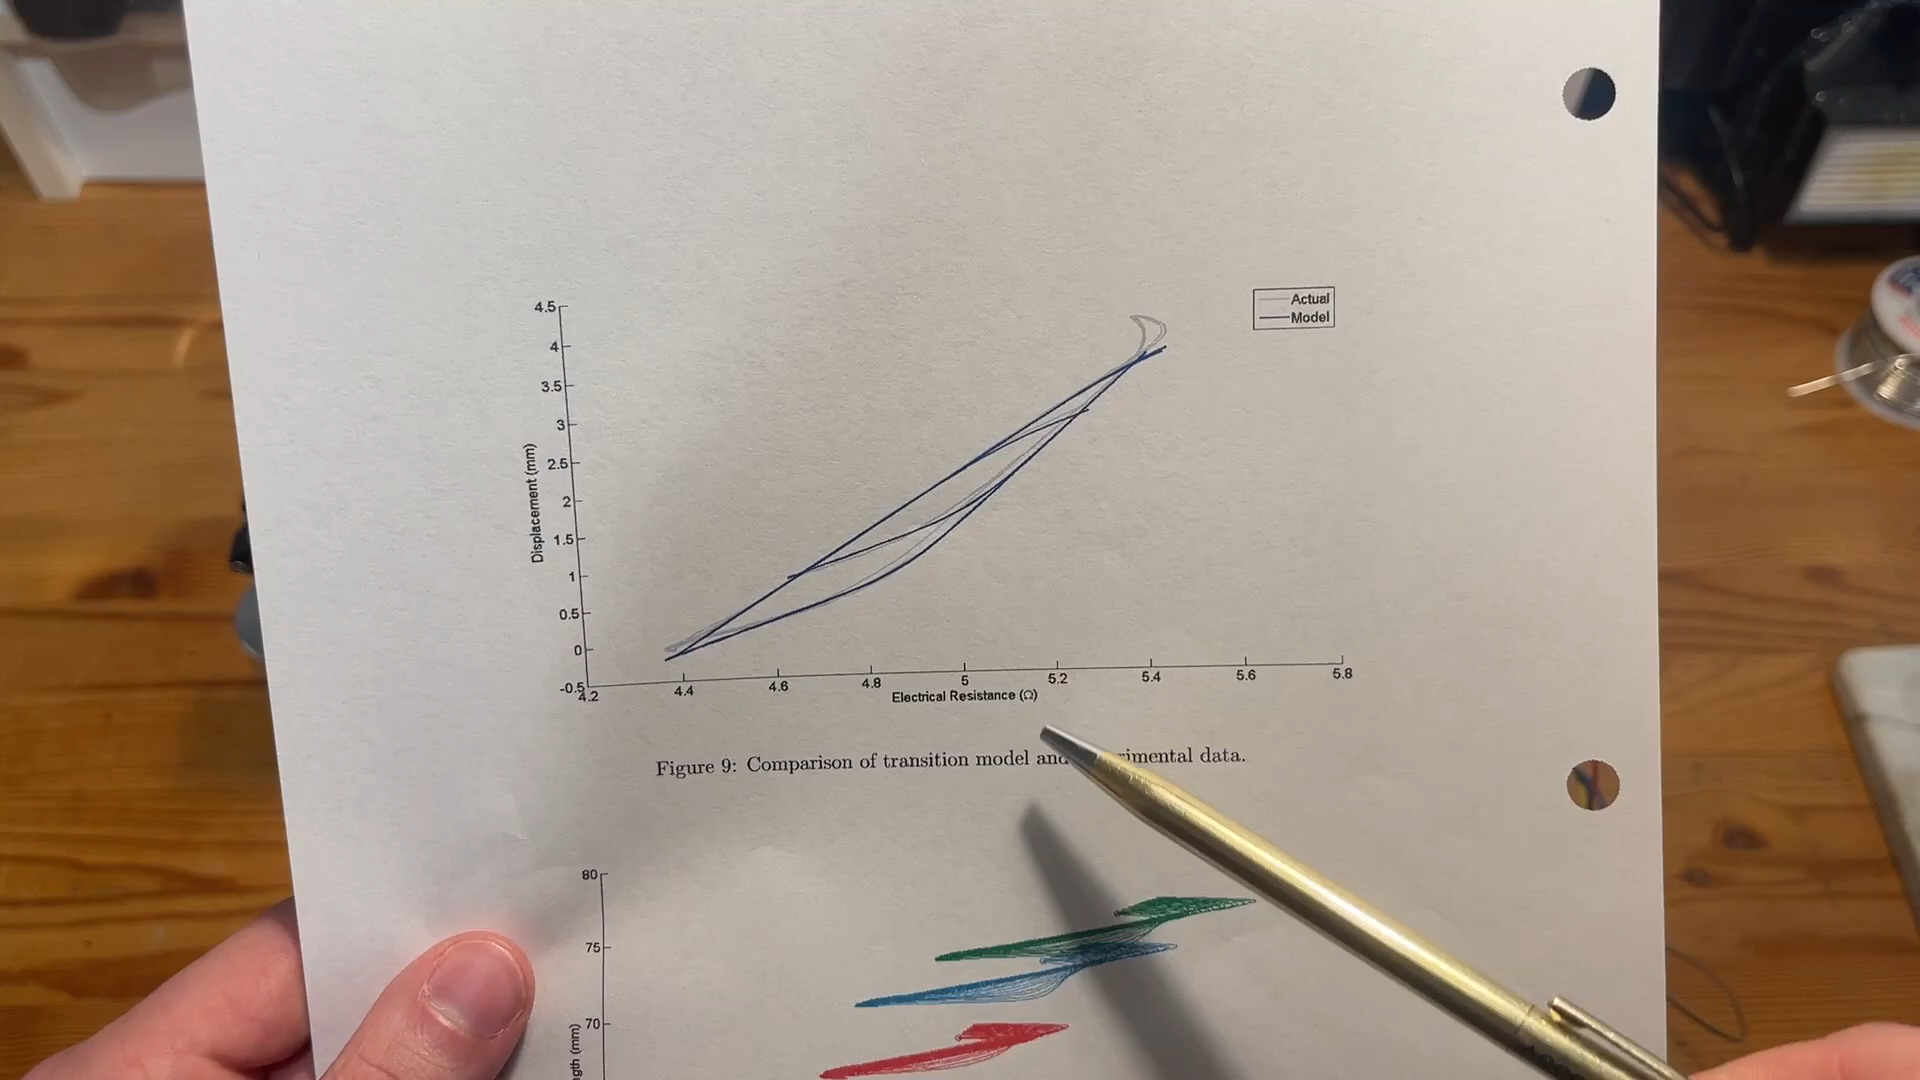 4.5
Actual
Model
4
3.5
3
2.5
2
1.5
1
0.5
0
-0.5
Displacement (mm)
4.2 4.4 4.6 4.8 5 5.2 5.4 5.6 5.8
Electrical Resistance (Ω)
Figure 9: Comparison of transition model and data.
80
75
70
(mm)